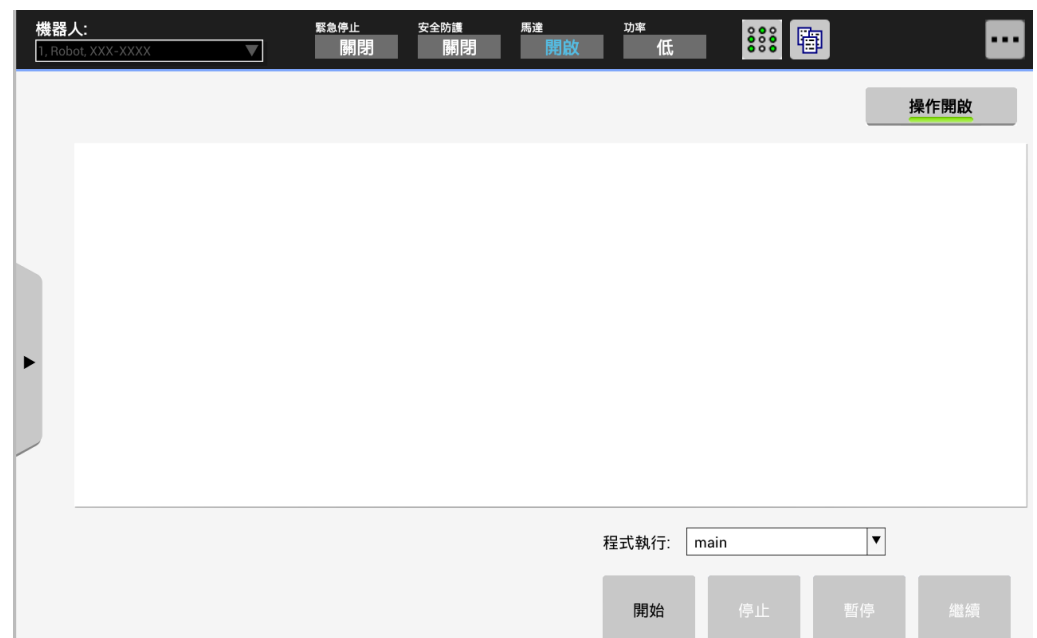 機器人:
1, Robot, XXX-XXXX
緊急停止
關閉
安全防護
關閉
馬達
開啟
功率
低
操作開啟
程式執行: main
開始 停止 暫停 繼續